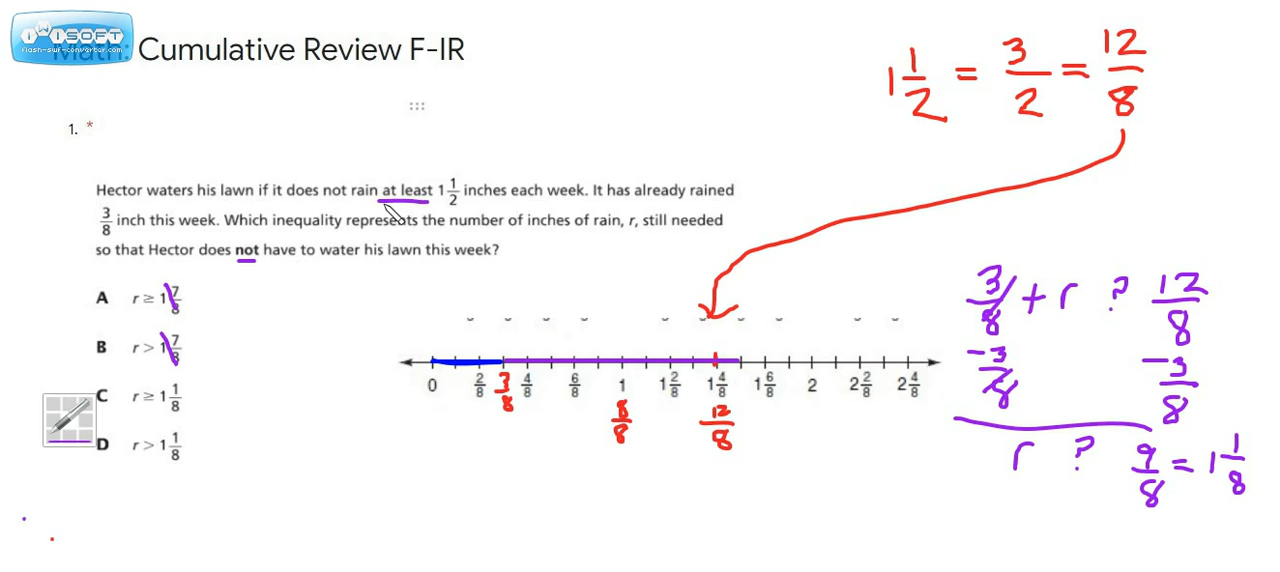 iWiSOFT
flash-swf-converter.com
Math: Cumulative Review F-IR
1 1/2 = 3/2 = 12/8
1. *
Hector waters his lawn if it does not rain at least 1 1/2 inches each week. It has already rained
3/8 inch this week. Which inequality represents the number of inches of rain, r, still needed
so that Hector does not have to water his lawn this week?
A r ≥ 1 7/8
B r > 1 7/8
C r ≥ 1 1/8
D r > 1 1/8
0 2/8 3/8 4/8 6/8 1 1 2/8 1 4/8 1 6/8 2 2 2/8 2 4/8
8/8 12/8
3/8 + r ? 12/8
-3/8 -3/8
r ? 9/8 = 1 1/8